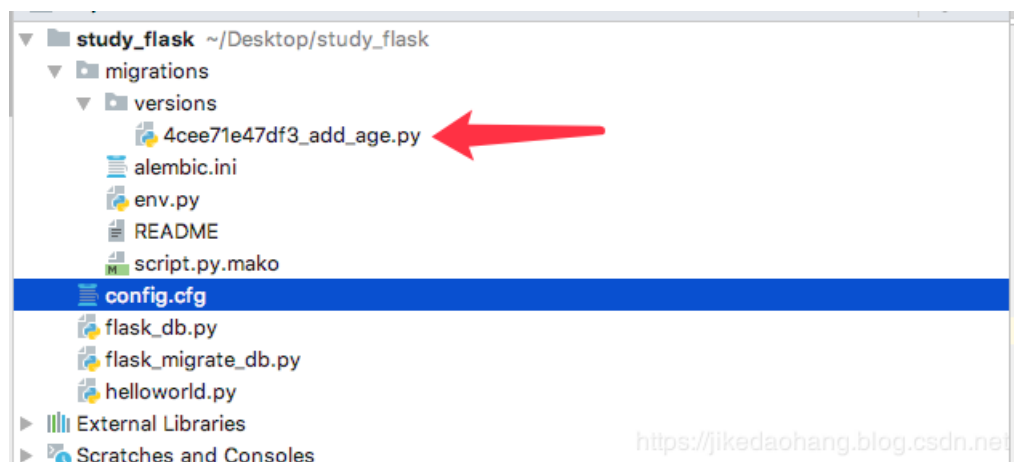 study_flask ~/Desktop/study_flask
migrations
versions
4cee71e47df3_add_age.py
alembic.ini
env.py
README
script.py.mako
config.cfg
flask_db.py
flask_migrate_db.py
helloworld.py
External Libraries
Scratches and Consoles
https://jikedaohang.blog.csdn.net